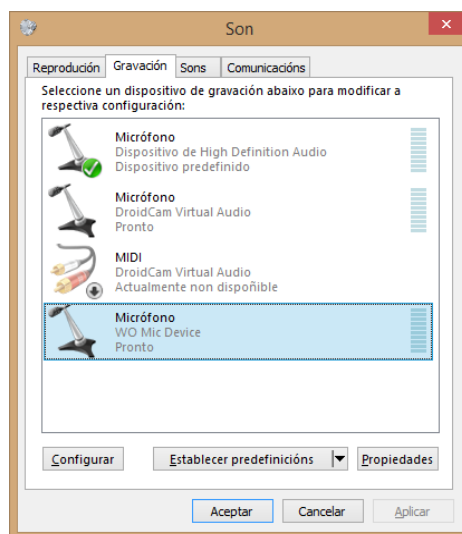 Son
Reprodución Gravación Sons Comunicacións
Seleccione un dispositivo de gravación abaixo para modificar a
respectiva configuración:
Micrófono
Dispositivo de High Definition Audio
Dispositivo predefinido
Micrófono
DroidCam Virtual Audio
Pronto
MIDI
DroidCam Virtual Audio
Actualmente non dispoñible
Micrófono
WO Mic Device
Pronto
Configurar Establecer predefinicións Propiedades
Aceptar Cancelar Aplicar